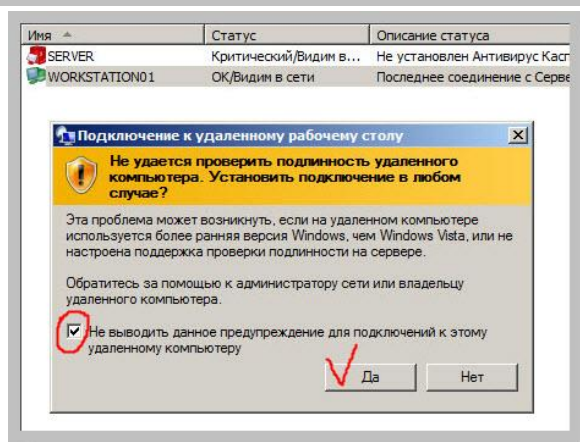 Имя Статус Описание статуса
SERVER Критический/Видим в... Не установлен Антивирус Касп
WORKSTATION01 ОК/Видим в сети Последнее соединение с Серве
Подключение к удаленному рабочему столу
Не удается проверить подлинность удаленного
компьютера. Установить подключение в любом
случае?
Эта проблема может возникнуть, если на удаленном компьютере
используется более ранняя версия Windows, чем Windows Vista, или не
настроена поддержка проверки подлинности на сервере.
Обратитесь за помощью к администратору сети или владельцу
удаленного компьютера.
Не выводить данное предупреждение для подключений к этому
удаленному компьютеру
Да Нет